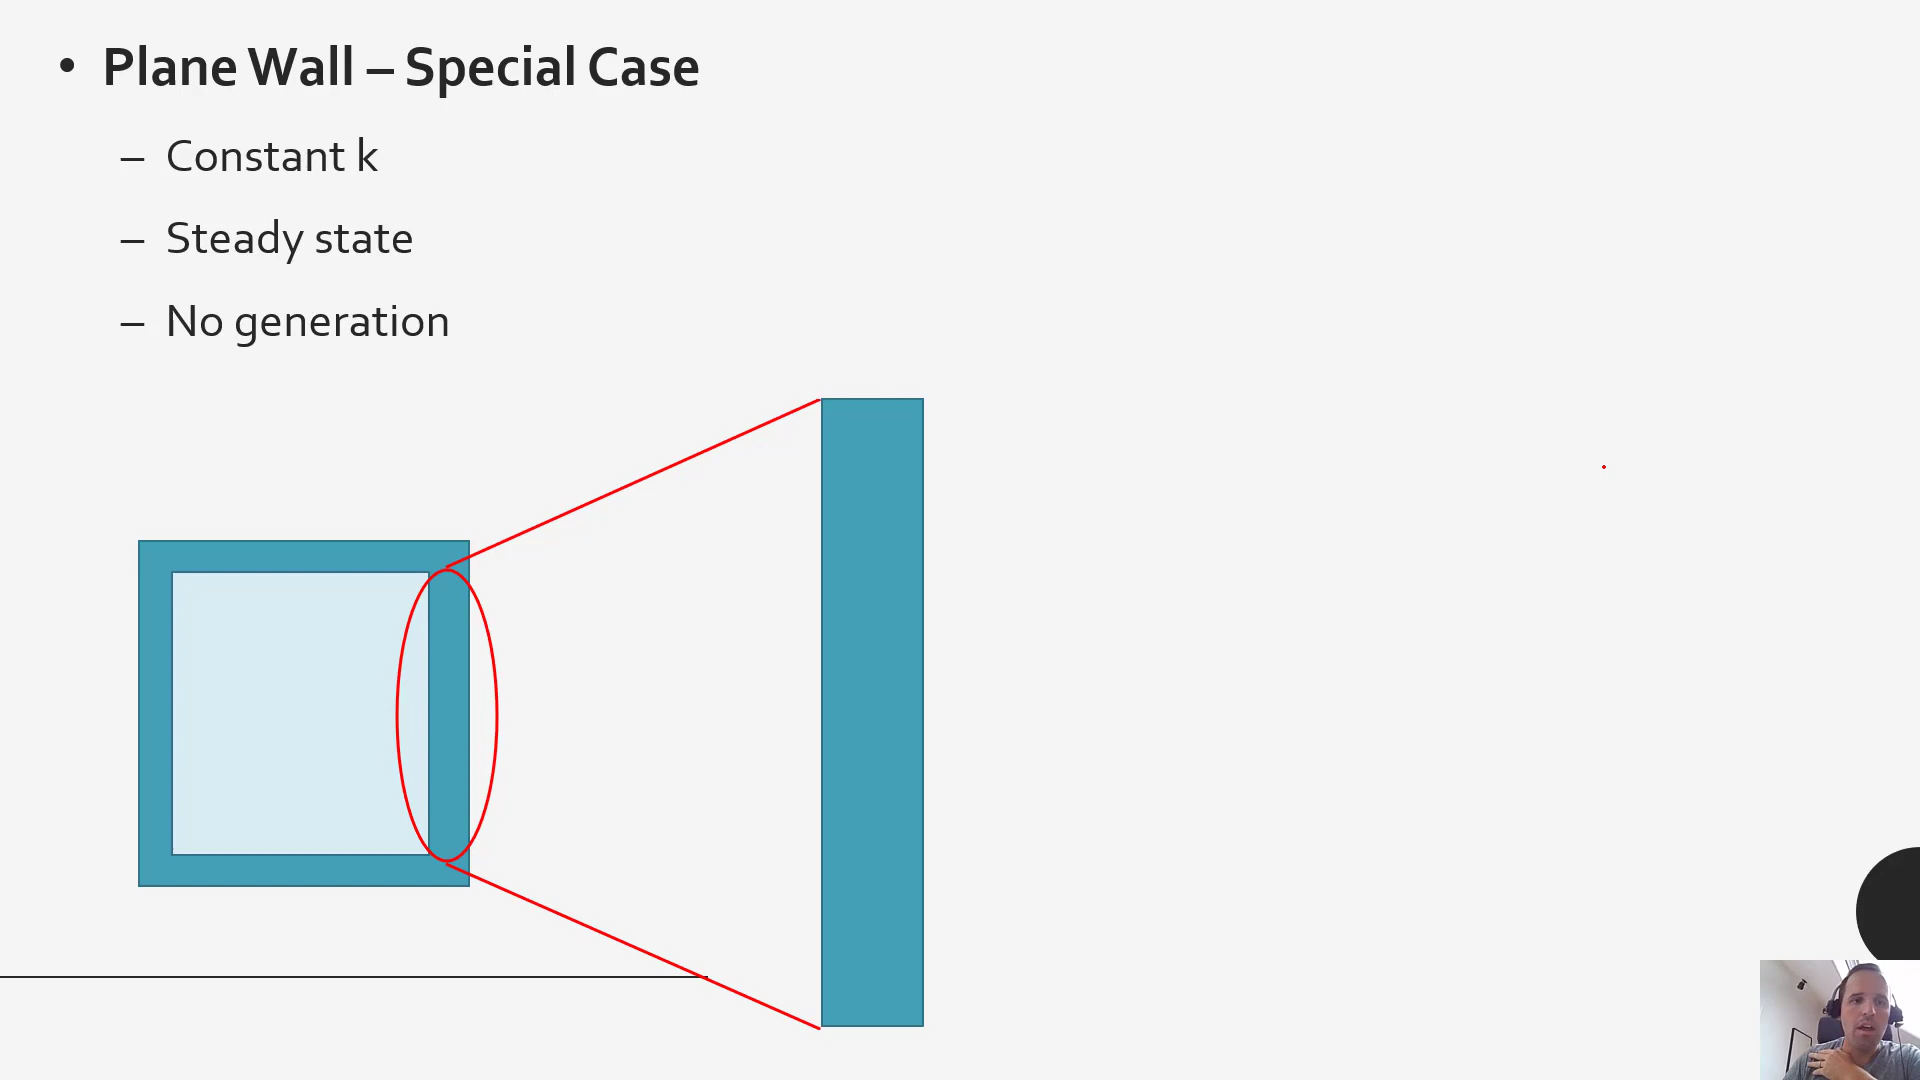 • Plane Wall – Special Case
– Constant k
– Steady state
– No generation